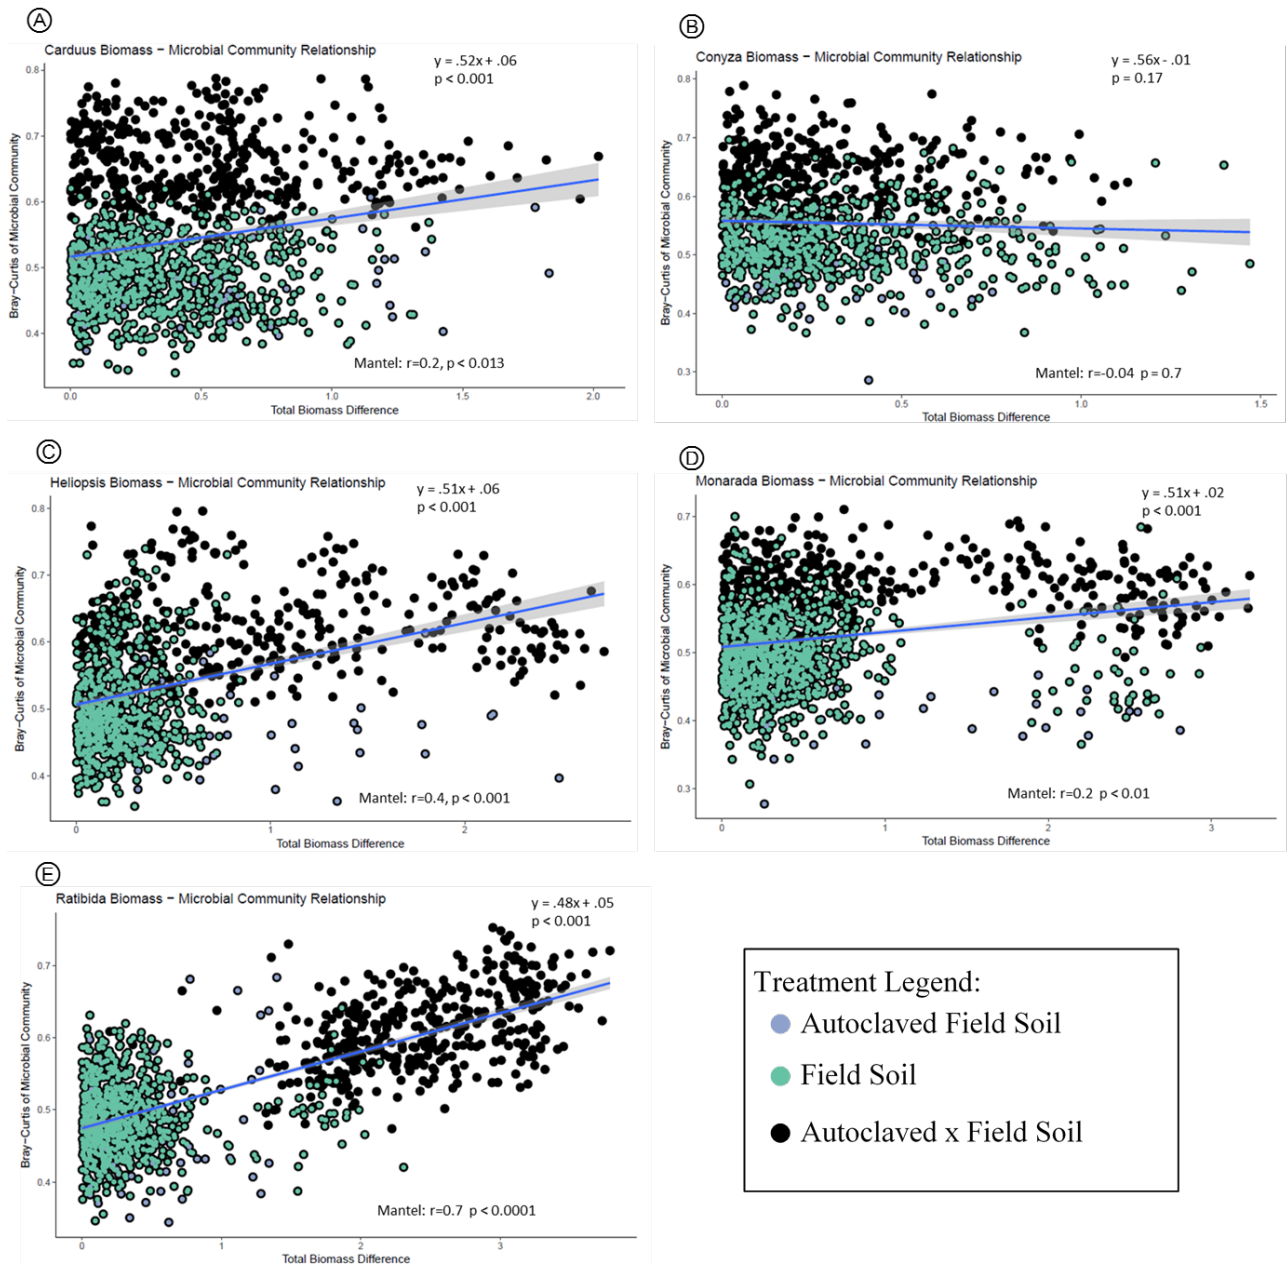 A
Carduus Biomass − Microbial Community Relationship
y = .52x + .06
p < 0.001
Bray−Curtis of Microbial Community
0.8
0.7
0.6
0.5
0.4
Mantel: r=0.2, p < 0.013
0.0 0.5 1.0 1.5 2.0
Total Biomass Difference
B
Conyza Biomass − Microbial Community Relationship
y = .56x - .01
p = 0.17
Bray−Curtis of Microbial Community
0.8
0.7
0.6
0.5
0.4
0.3
Mantel: r=-0.04 p = 0.7
0.0 0.5 1.0 1.5
Total Biomass Difference
C
Heliopsis Biomass − Microbial Community Relationship
y = .51x + .06
p < 0.001
Bray−Curtis of Microbial Community
0.8
0.7
0.6
0.5
0.4
Mantel: r=0.4, p < 0.001
0 1 2
Total Biomass Difference
D
Monarada Biomass − Microbial Community Relationship
y = .51x + .02
p < 0.001
Bray−Curtis of Microbial Community
0.7
0.6
0.5
0.4
0.3
Mantel: r=0.2 p < 0.01
0 1 2 3
Total Biomass Difference
E
Ratibida Biomass − Microbial Community Relationship
y = .48x + .05
p < 0.001
Bray−Curtis of Microbial Community
0.7
0.6
0.5
0.4
Mantel: r=0.7 p < 0.0001
0 1 2 3
Total Biomass Difference
Treatment Legend:
Autoclaved Field Soil
Field Soil
Autoclaved x Field Soil